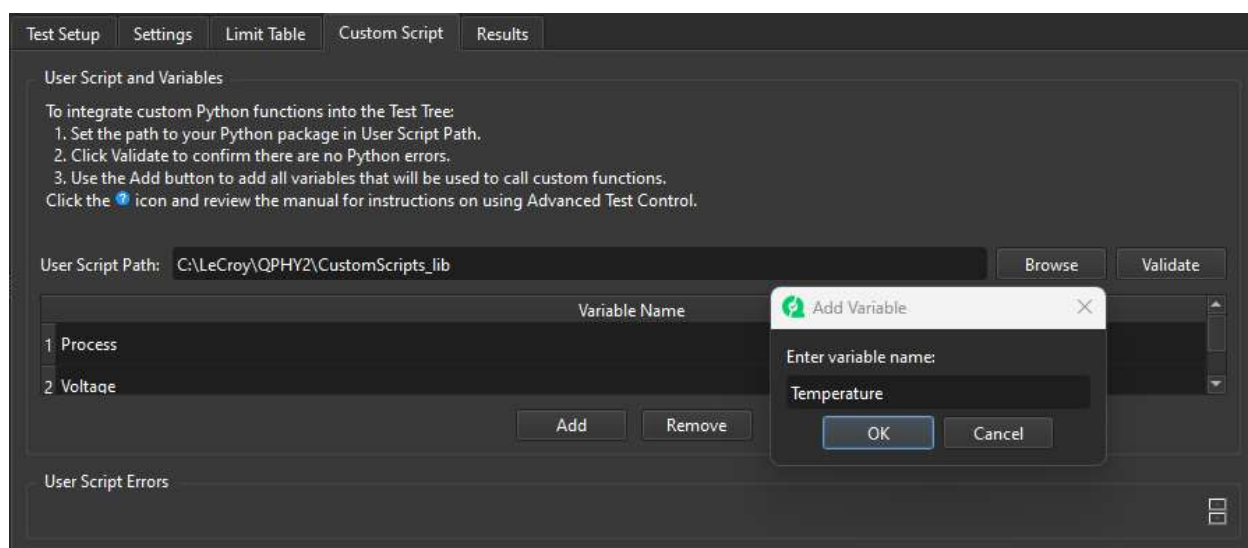 Test Setup Settings Limit Table Custom Script Results
User Script and Variables
To integrate custom Python functions into the Test Tree:
1. Set the path to your Python package in User Script Path.
2. Click Validate to confirm there are no Python errors.
3. Use the Add button to add all variables that will be used to call custom functions.
Click the ? icon and review the manual for instructions on using Advanced Test Control.
User Script Path: C:\LeCroy\QPHY2\CustomScripts_lib Browse Validate
Variable Name
1 Process
2 Voltage
Add Remove
Add Variable
Enter variable name:
Temperature
OK Cancel
User Script Errors